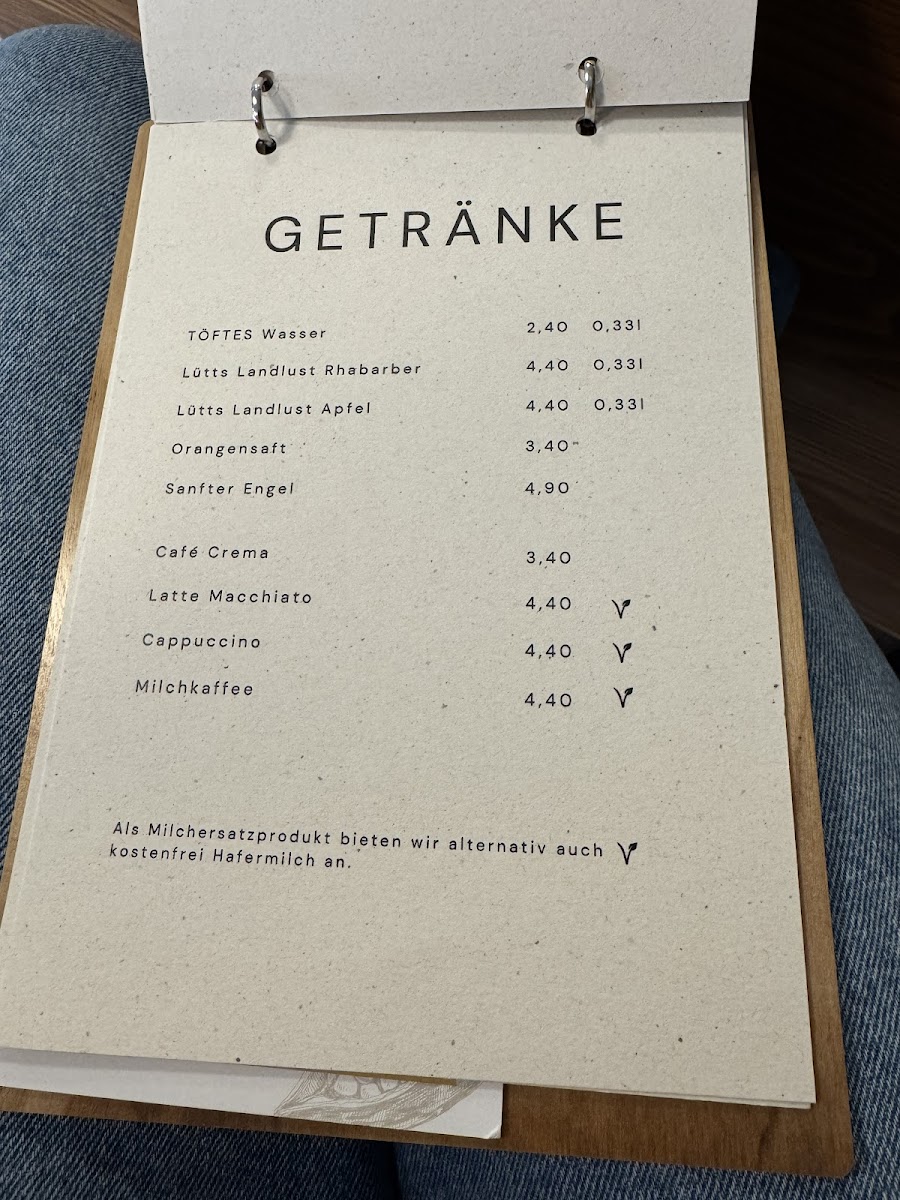 GETRÄNKE
TÖFTES Wasser 2,40 0,33l
Lütts Landlust Rhabarber 4,40 0,33l
Lütts Landlust Apfel 4,40 0,33l
Orangensaft 3,40
Sanfter Engel 4,90
Café Crema 3,40
Latte Macchiato 4,40
Cappuccino 4,40
Milchkaffee 4,40
Als Milchersatzprodukt bieten wir alternativ auch
kostenfrei Hafermilch an.